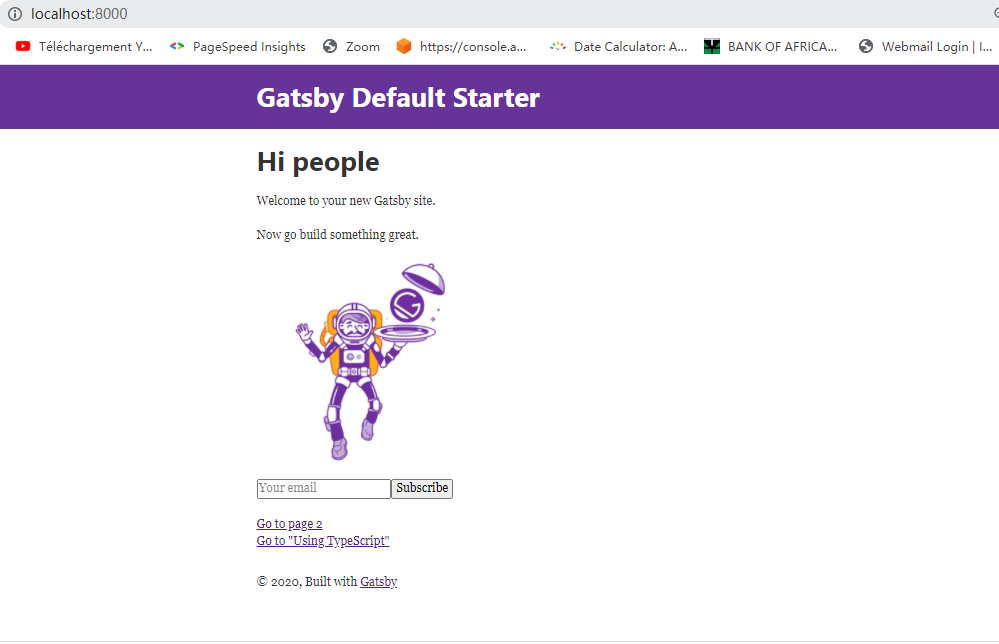 localhost:8000
Téléchargement Y... PageSpeed Insights Zoom https://console.a... Date Calculator: A... BANK OF AFRICA... Webmail Login | I...
Gatsby Default Starter
Hi people
Welcome to your new Gatsby site.
Now go build something great.
Your email Subscribe
Go to page 2
Go to "Using TypeScript"
© 2020, Built with Gatsby